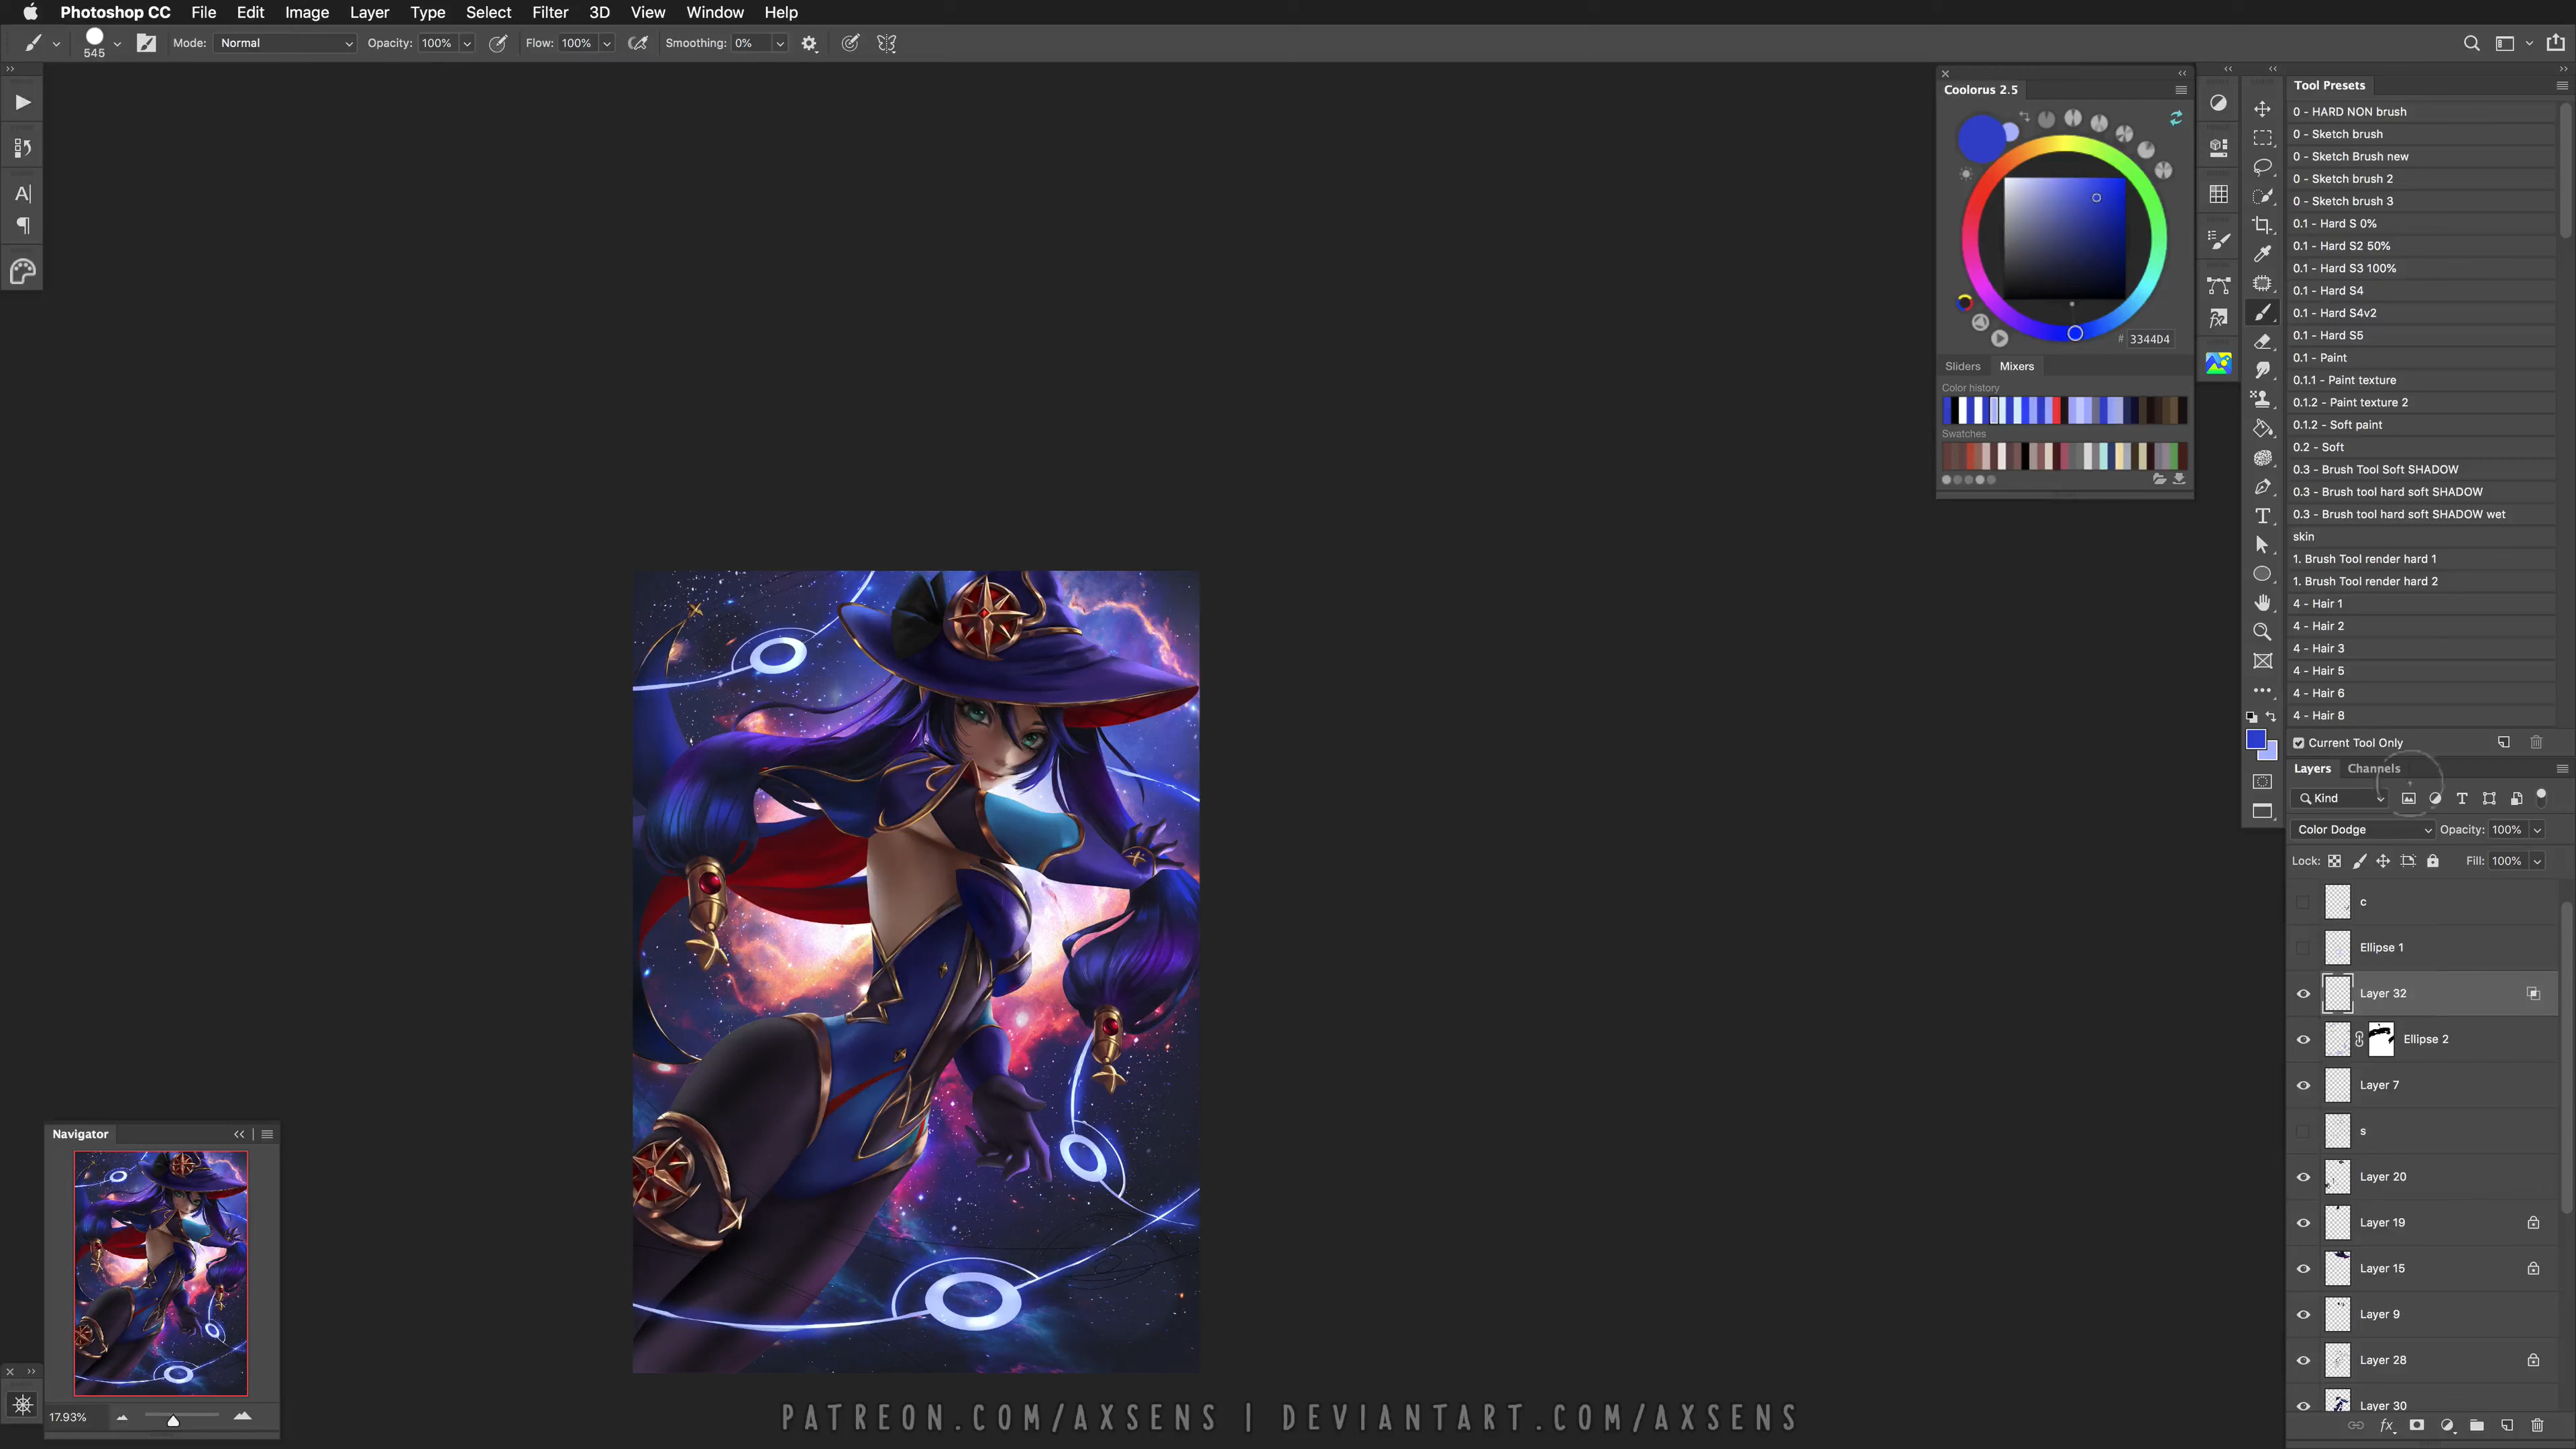 Photoshop CC File Edit Image Layer Type Select Filter 3D View Window Help
545 Mode: Normal Opacity: 100% Flow: 100% Smoothing: 0%
Coolorus 2.5
# 3344D4
Sliders Mixers
Color history
Swatches
Tool Presets
0 - HARD NON brush
0 - Sketch brush
0 - Sketch Brush new
0 - Sketch brush 2
0 - Sketch brush 3
0.1 - Hard S 0%
0.1 - Hard S2 50%
0.1 - Hard S3 100%
0.1 - Hard S4
0.1 - Hard S4v2
0.1 - Hard S5
0.1 - Paint
0.1.1 - Paint texture
0.1.2 - Paint texture 2
0.1.2 - Soft paint
0.2 - Soft
0.3 - Brush Tool Soft SHADOW
0.3 - Brush tool hard soft SHADOW
0.3 - Brush tool hard soft SHADOW wet
skin
1. Brush Tool render hard 1
1. Brush Tool render hard 2
4 - Hair 1
4 - Hair 2
4 - Hair 3
4 - Hair 5
4 - Hair 6
4 - Hair 8
Current Tool Only
Layers Channels
Kind
Color Dodge Opacity: 100%
Lock: Fill: 100%
c
Ellipse 1
Layer 32
Ellipse 2
Layer 7
s
Layer 20
Layer 19
Layer 15
Layer 9
Layer 28
Layer 30
fx
Navigator
17.93%
PATREON.COM/AXSENS | DEVIANTART.COM/AXSENS